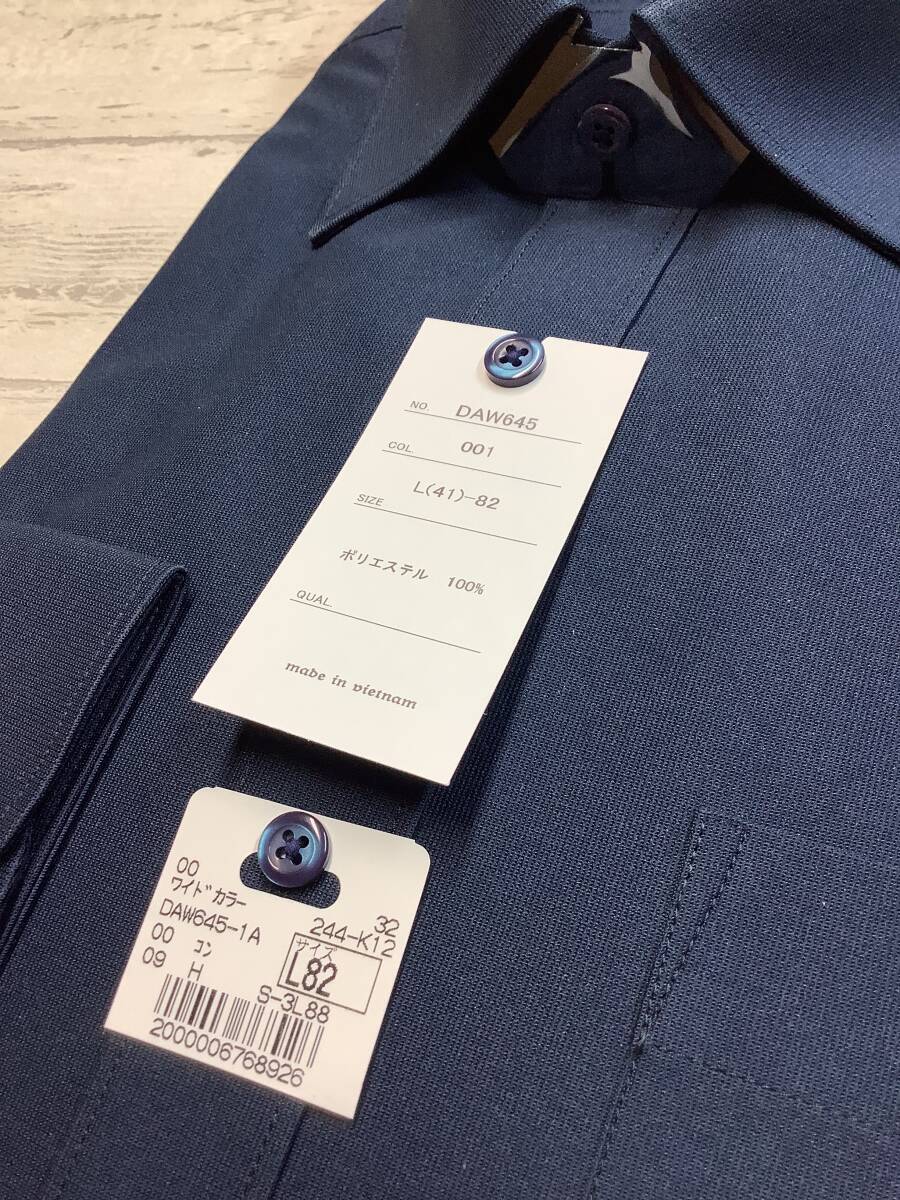 NO. DAW645
COL. 001
SIZE L(41)-82
ポリエステル 100%
QUAL.
made in vietnam
00 32
ワイドカラー 244-K12
DAW645-1A
00 コン サイズ
09 H L82
S-3L88
2000006768926